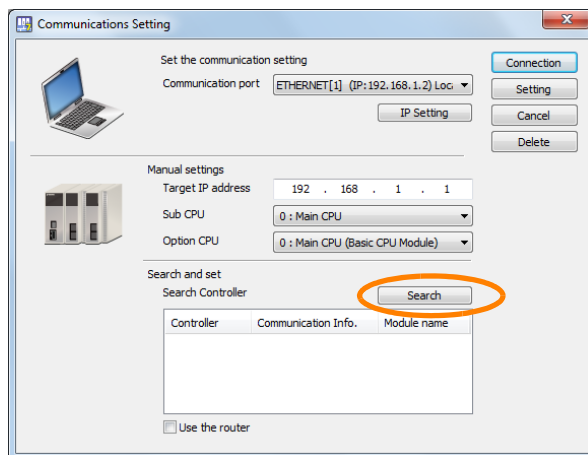 Communications Setting
Set the communication setting
Communication port ETHERNET[1] (IP:192.168.1.2) Loc
IP Setting
Connection
Setting
Cancel
Delete
Manual settings
Target IP address 192 . 168 . 1 . 1
Sub CPU 0 : Main CPU
Option CPU 0 : Main CPU (Basic CPU Module)
Search and set
Search Controller Search
Controller Communication Info. Module name
Use the router